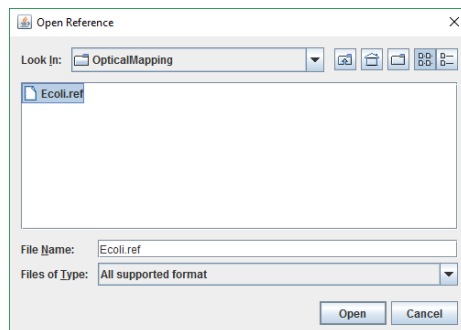 Open Reference
Look In: OpticalMapping
Ecoli.ref
File Name: Ecoli.ref
Files of Type: All supported format
Open Cancel